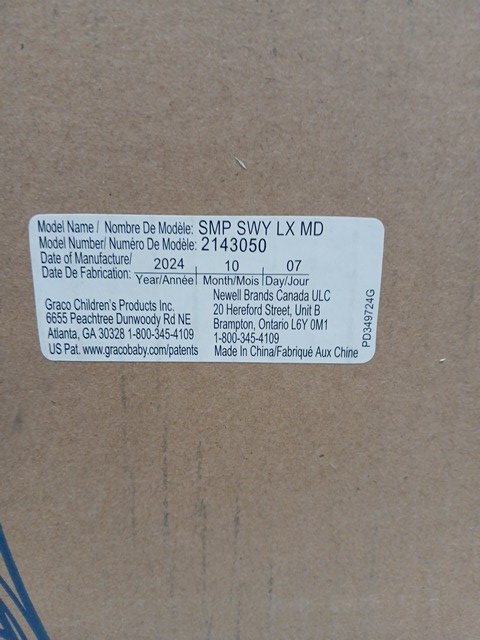 Model Name / Nombre De Modèle: SMP SWY LX MD
Model Number/ Numéro De Modèle: 2143050
Date of Manufacture/
Date De Fabrication:
2024 10 07
Year/Année Month/Mois Day/Jour
Graco Children's Products Inc.
6655 Peachtree Dunwoody Rd NE
Atlanta, GA 30328 1-800-345-4109
US Pat. www.gracobaby.com/patents
Newell Brands Canada ULC
20 Hereford Street, Unit B
Brampton, Ontario L6Y 0M1
1-800-345-4109
Made In China/Fabriqué Aux Chine
PD349724G